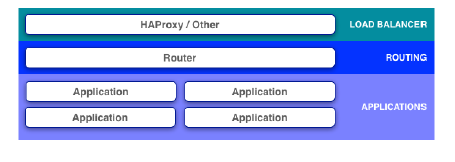 HAProxy / Other
LOAD BALANCER
Router
ROUTING
Application
Application
APPLICATIONS
Application
Application